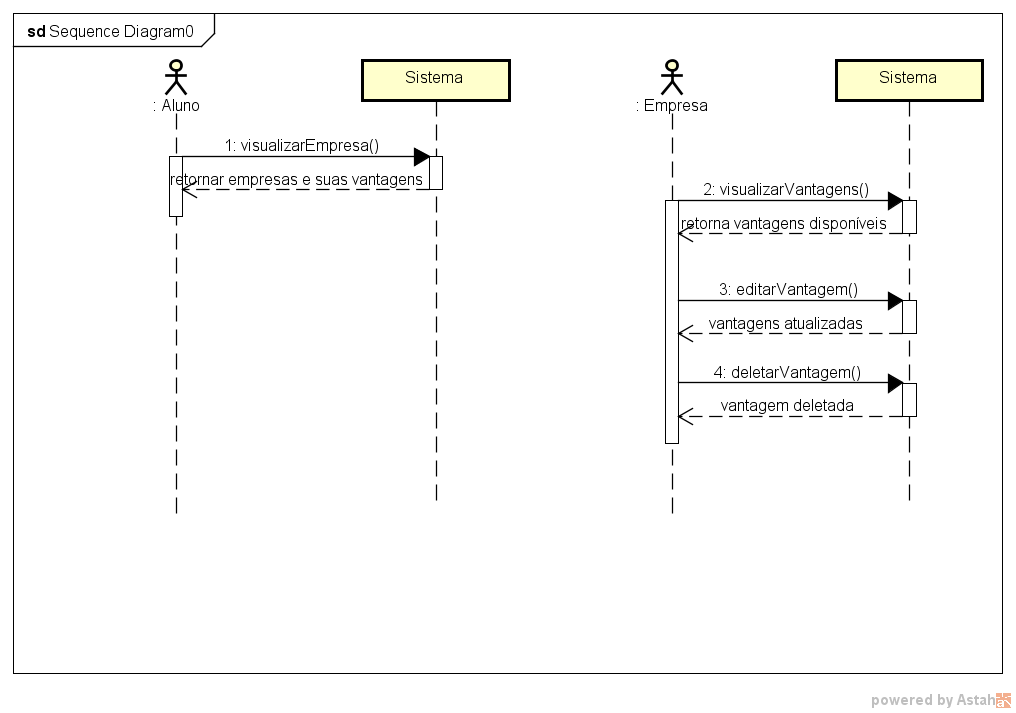 sd Sequence Diagram0
: Aluno
Sistema
: Empresa
Sistema
1: visualizarEmpresa()
retornar empresas e suas vantagens
2: visualizarVantagens()
retorna vantagens disponíveis
3: editarVantagem()
vantagens atualizadas
4: deletarVantagem()
vantagem deletada
powered by Astah